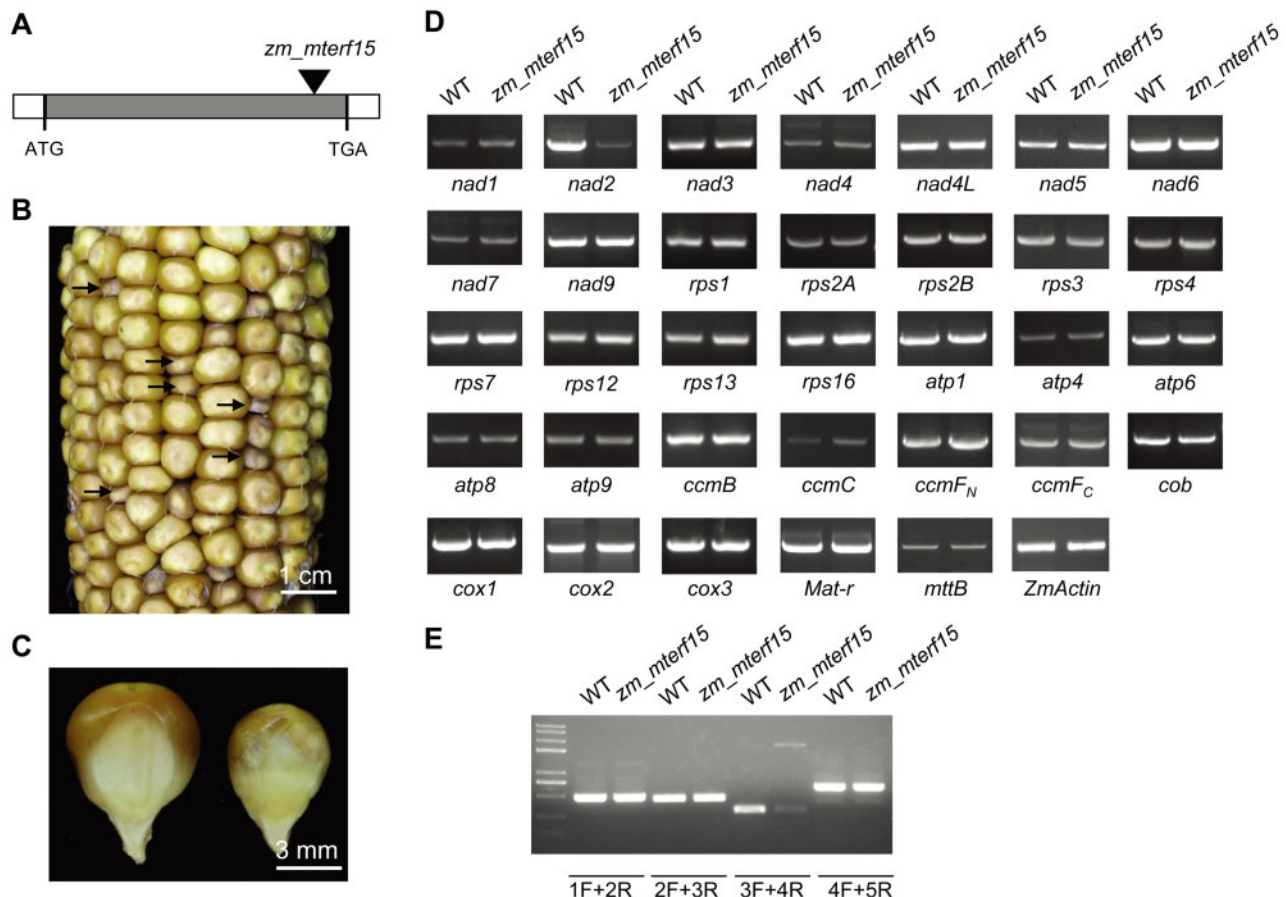 A
zm_mterf15
ATG
TGA
B
1 cm
C
3 mm
D
WT zm_mterf15 WT zm_mterf15 WT zm_mterf15 WT zm_mterf15 WT zm_mterf15 WT zm_mterf15 WT zm_mterf15
nad1 nad2 nad3 nad4 nad4L nad5 nad6
nad7 nad9 rps1 rps2A rps2B rps3 rps4
rps7 rps12 rps13 rps16 atp1 atp4 atp6
atp8 atp9 ccmB ccmC ccmFN ccmFC cob
cox1 cox2 cox3 Mat-r mttB ZmActin
E
WT zm_mterf15 WT zm_mterf15 WT zm_mterf15 WT zm_mterf15
1F+2R 2F+3R 3F+4R 4F+5R